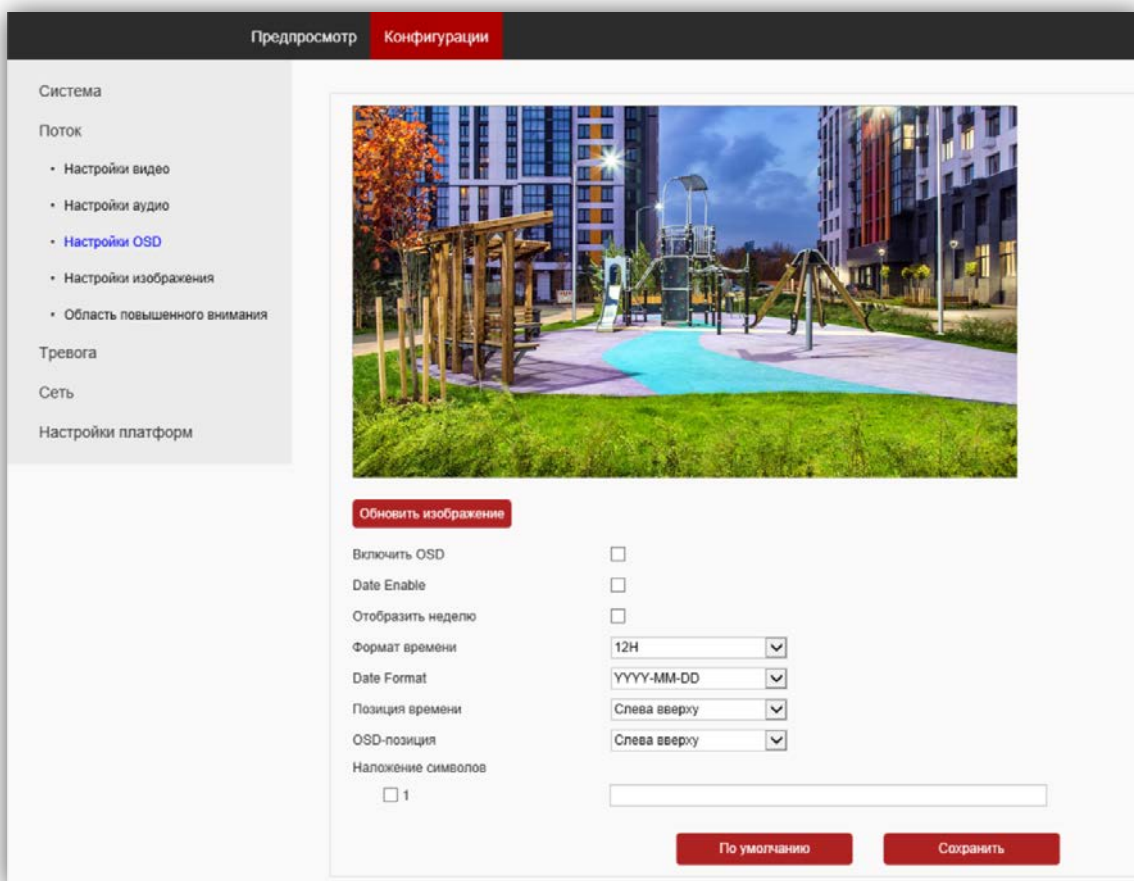 Предпросмотр Конфигурации
Система
Поток
• Настройки видео
• Настройки аудио
• Настройки OSD
• Настройки изображения
• Область повышенного внимания
Тревога
Сеть
Настройки платформ
Обновить изображение
Включить OSD
Date Enable
Отобразить неделю
Формат времени 12H
Date Format YYYY-MM-DD
Позиция времени Слева вверху
OSD-позиция Слева вверху
Наложение символов
1
По умолчанию Сохранить